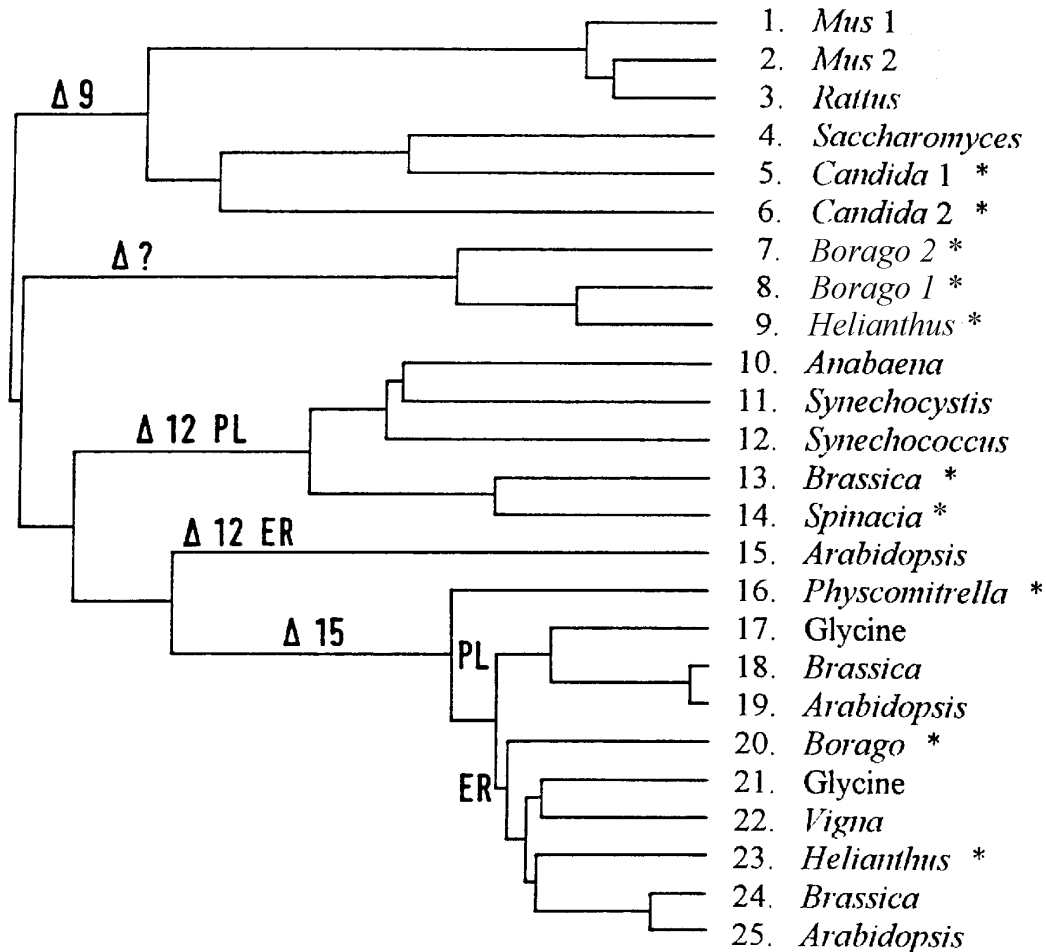 1. Mus 1
2. Mus 2
Δ 9
3. Rattus
4. Saccharomyces
5. Candida 1 *
6. Candida 2 *
Δ ?
7. Borago 2 *
8. Borago 1 *
9. Helianthus *
10. Anabaena
11. Synechocystis
Δ 12 PL
12. Synechococcus
13. Brassica *
14. Spinacia *
Δ 12 ER
15. Arabidopsis
16. Physcomitrella *
Δ 15
17. Glycine
PL
18. Brassica
19. Arabidopsis
20. Borago *
ER
21. Glycine
22. Vigna
23. Helianthus *
24. Brassica
25. Arabidopsis